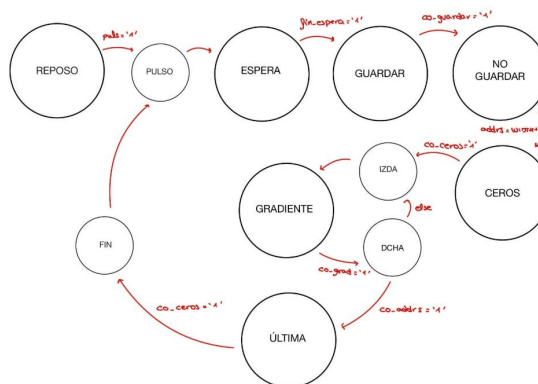 puls='1'
fin_espera='1'
co_guardar='1'
REPOSO
PULSO
ESPERA
GUARDAR
NO
GUARDAR
co_ceros='1'
IZDA
CEROS
GRADIENTE
else
DCHA
FIN
co_grad='1'
co_ceros='1'
co_addrs='1'
ÚLTIMA